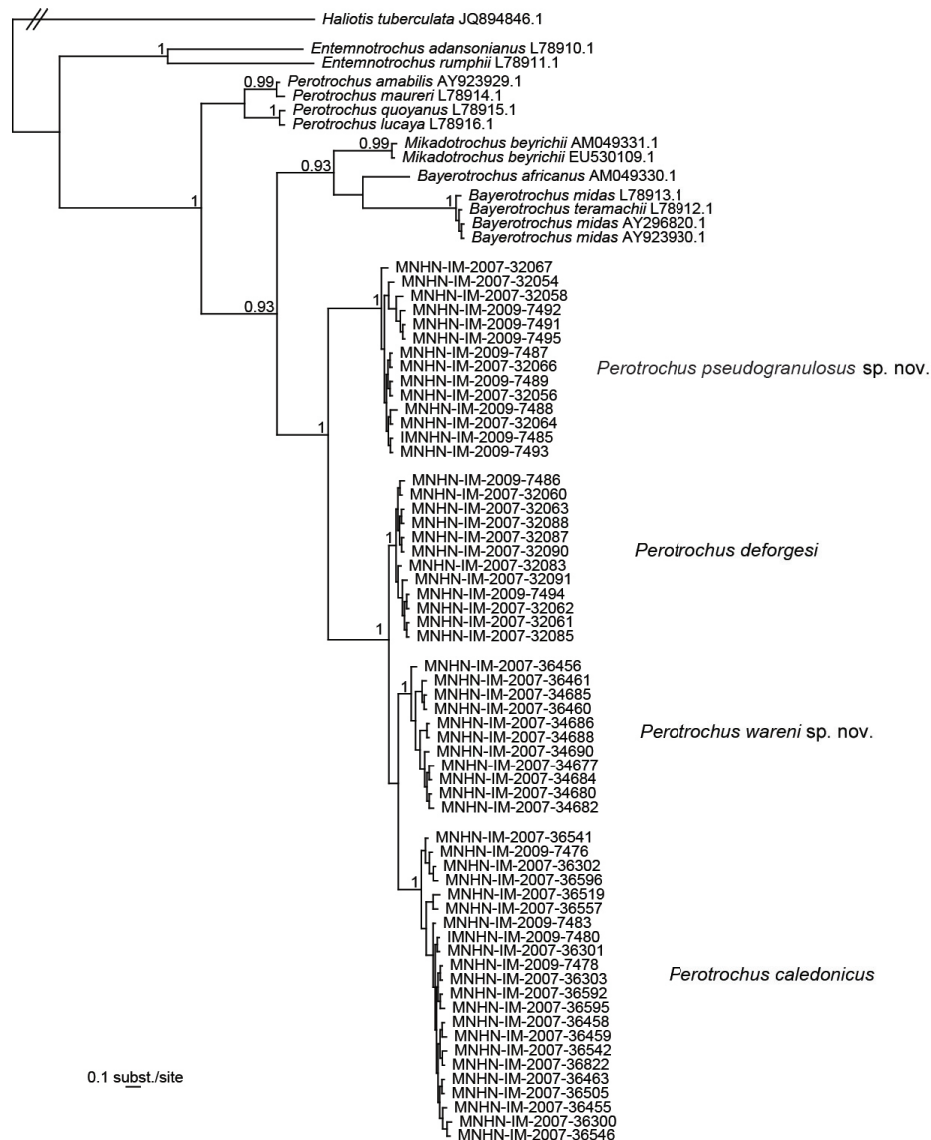 Haliotis tuberculata JQ894846.1
1
Entemnotrochus adansonianus L78910.1
Entemnotrochus rumphii L78911.1
0.99
Perotrochus amabilis AY923929.1
Perotrochus maureri L78914.1
1
Perotrochus quoyanus L78915.1
Perotrochus lucaya L78916.1
0.99
Mikadotrochus beyrichii AM049331.1
Mikadotrochus beyrichii EU530109.1
0.93
Bayerotrochus africanus AM049330.1
1
1
Bayerotrochus midas L78913.1
Bayerotrochus teramachii L78912.1
Bayerotrochus midas AY296820.1
Bayerotrochus midas AY923930.1
MNHN-IM-2007-32067
MNHN-IM-2007-32054
MNHN-IM-2007-32058
0.93
1
MNHN-IM-2009-7492
MNHN-IM-2009-7491
MNHN-IM-2009-7495
MNHN-IM-2009-7487
MNHN-IM-2007-32066
Perotrochus pseudogranulosus sp. nov.
MNHN-IM-2009-7489
MNHN-IM-2007-32056
MNHN-IM-2009-7488
MNHN-IM-2007-32064
1
IMNHN-IM-2009-7485
MNHN-IM-2009-7493
MNHN-IM-2009-7486
MNHN-IM-2007-32060
MNHN-IM-2007-32063
MNHN-IM-2007-32088
1
MNHN-IM-2007-32087
MNHN-IM-2007-32090
Perotrochus deforgesi
MNHN-IM-2007-32083
MNHN-IM-2007-32091
MNHN-IM-2009-7494
MNHN-IM-2007-32062
MNHN-IM-2007-32061
1
MNHN-IM-2007-32085
MNHN-IM-2007-36456
MNHN-IM-2007-36461
1
MNHN-IM-2007-34685
MNHN-IM-2007-36460
MNHN-IM-2007-34686
MNHN-IM-2007-34688
Perotrochus wareni sp. nov.
MNHN-IM-2007-34690
MNHN-IM-2007-34677
MNHN-IM-2007-34684
MNHN-IM-2007-34680
MNHN-IM-2007-34682
MNHN-IM-2007-36541
MNHN-IM-2009-7476
MNHN-IM-2007-36302
1
MNHN-IM-2007-36596
MNHN-IM-2007-36519
MNHN-IM-2007-36557
MNHN-IM-2009-7483
IMNHN-IM-2009-7480
MNHN-IM-2007-36301
MNHN-IM-2009-7478
Perotrochus caledonicus
MNHN-IM-2007-36303
MNHN-IM-2007-36592
MNHN-IM-2007-36595
MNHN-IM-2007-36458
MNHN-IM-2007-36459
MNHN-IM-2007-36542
MNHN-IM-2007-36822
0.1 subst./site
MNHN-IM-2007-36463
MNHN-IM-2007-36505
MNHN-IM-2007-36455
MNHN-IM-2007-36300
MNHN-IM-2007-36546